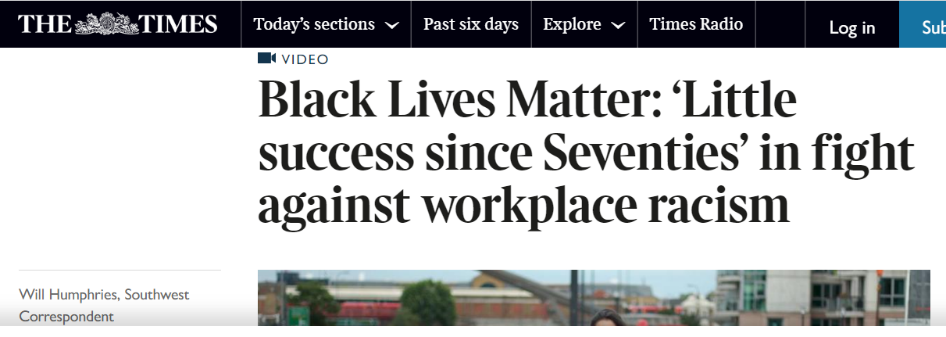 THE TIMES Today's sections Past six days Explore Times Radio Log in Sub
VIDEO
Black Lives Matter: ‘Little
success since Seventies’ in fight
against workplace racism
Will Humphries, Southwest
Correspondent